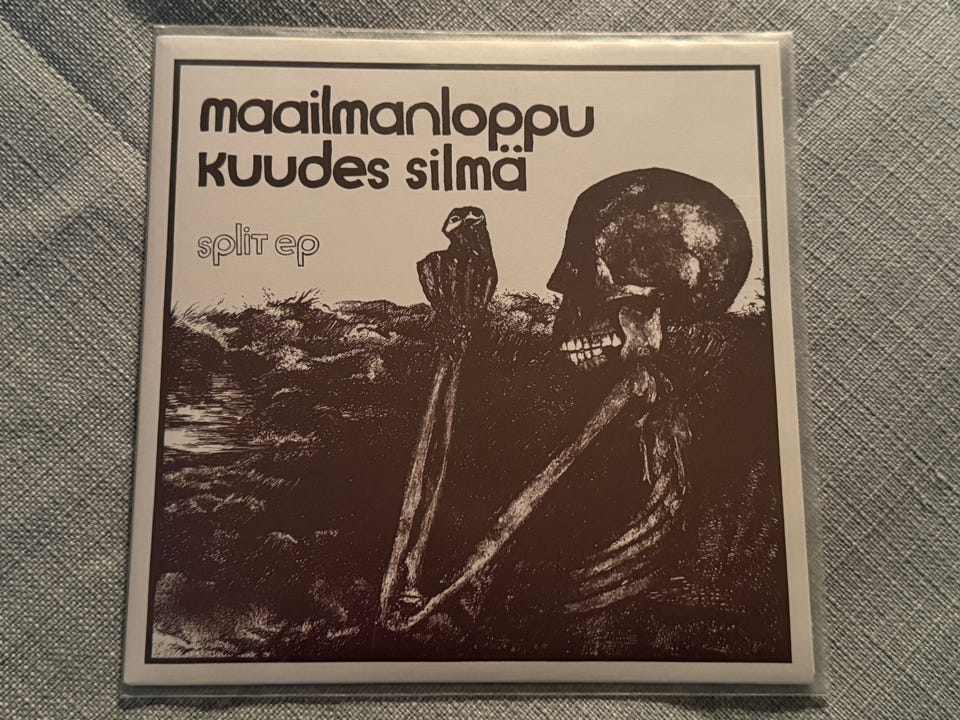 maailmanloppu
kuudes silmä
split ep